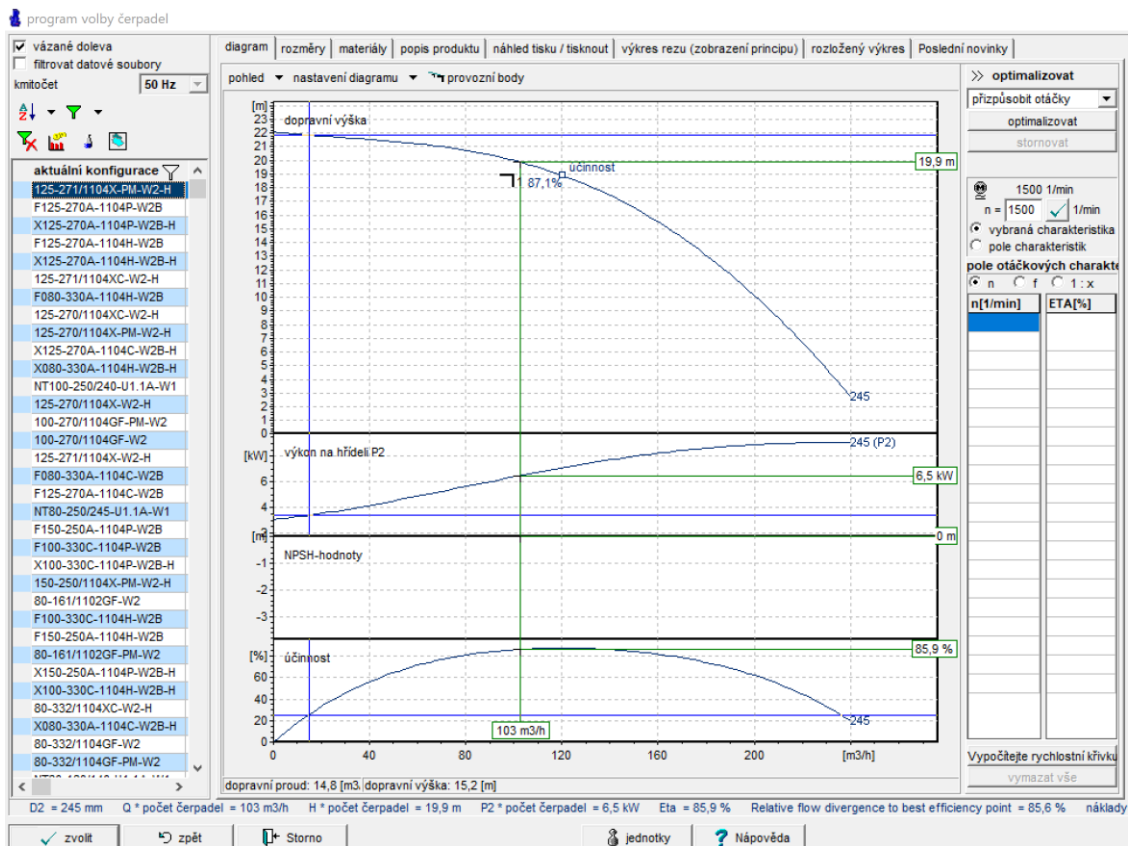 program volby čerpadel
vázané doleva
filtrovat datové soubory
kmitočet 50 Hz
aktuální konfigurace
125-271/1104X-PM-W2-H
F125-270A-1104P-W2B
X125-270A-1104P-W2B-H
F125-270A-1104H-W2B
X125-270A-1104H-W2B-H
125-271/1104XC-W2-H
F080-330A-1104H-W2B
125-270/1104XC-W2-H
125-270/1104X-PM-W2-H
X125-270A-1104C-W2B-H
X080-330A-1104H-W2B-H
NT100-250/240-U1.1A-W1
125-270/1104X-W2-H
100-270/1104GF-PM-W2
100-270/1104GF-W2
125-271/1104X-W2-H
F080-330A-1104C-W2B
F125-270A-1104C-W2B
NT80-250/245-U1.1A-W1
F150-250A-1104P-W2B
F100-330C-1104P-W2B
X100-330C-1104P-W2B-H
150-250/1104X-PM-W2-H
80-161/1102GF-W2
F100-330C-1104H-W2B
F150-250A-1104H-W2B
80-161/1102GF-PM-W2
X150-250A-1104P-W2B-H
X100-330C-1104H-W2B-H
80-332/1104XC-W2-H
X080-330A-1104C-W2B-H
80-332/1104GF-W2
80-332/1104GF-PM-W2
diagram rozměry materiály popis produktu náhled tisku / tisknout výkres rezu (zobrazení principu) rozložený výkres Poslední novinky
pohled nastavení diagramu provozní body
[m]
dopravní výška
23
22
21
20
19
18
17
16
15
14
13
12
11
10
9
8
7
6
5
4
3
2
1
0
19,9 m
účinnost
1 87,1%
245
[kW]
výkon na hřídeli P2
245 (P2)
6,5 kW
6
4
2
[m]
0 m
NPSH-hodnoty
-1
-2
-3
[%]
účinnost
85,9 %
60
40
20
0
245
103 m3/h
0 40 80 120 160 200 [m3/h]
dopravní proud: 14,8 [m3. dopravní výška: 15,2 [m]
>> optimalizovat
přizpůsobit otáčky
optimalizovat
stornovat
1500 1/min
n = 1500 1/min
vybraná charakteristika
pole charakteristik
pole otáčkových charakte
n f 1 : x
n[1/min] ETA[%]
Vypočítejte rychlostní křivku
vymazat vše
D2 = 245 mm Q * počet čerpadel = 103 m3/h H * počet čerpadel = 19,9 m P2 * počet čerpadel = 6,5 kW Eta = 85,9 % Relative flow divergence to best efficiency point = 85,6 % náklady
zvolit zpět Storno jednotky Nápověda